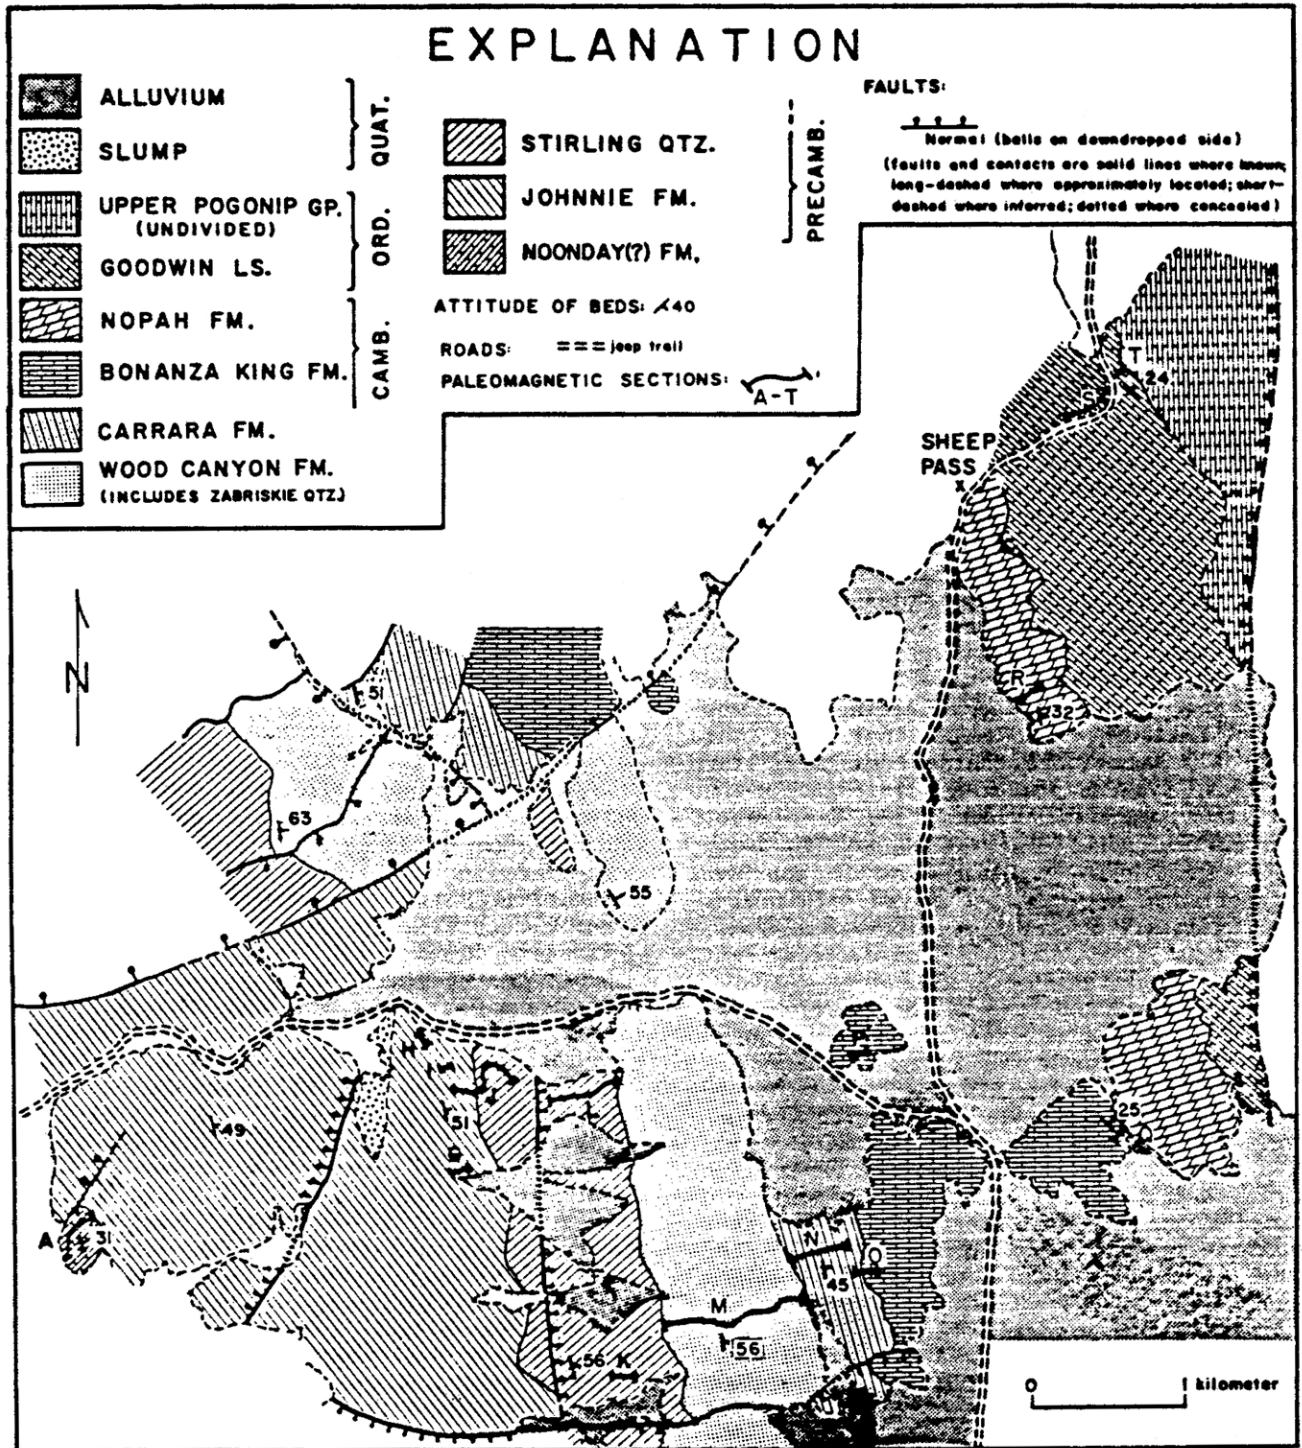 EXPLANATION
ALLUVIUM
SLUMP
QUAT.
UPPER POGONIP GP.
(UNDIVIDED)
GOODWIN LS.
ORD.
NOPAH FM.
BONANZA KING FM.
CAMB.
CARRARA FM.
WOOD CANYON FM.
(INCLUDES ZABRISKIE QTZ.)
STIRLING QTZ.
JOHNNIE FM.
NOONDAY(?) FM.
PRECAMB.
ATTITUDE OF BEDS: 40
ROADS: jeep trail
PALEOMAGNETIC SECTIONS:
A-T
FAULTS:
Normal (balls on downdropped side)
(faults and contacts are solid lines where known;
long-dashed where approximately located; short-
dashed where inferred; dotted where concealed)
T
24
S
SHEEP
PASS
N
51
R
32
63
55
P
49
51
25
A
31
N
O
45
M
56
56
K
0 1 kilometer